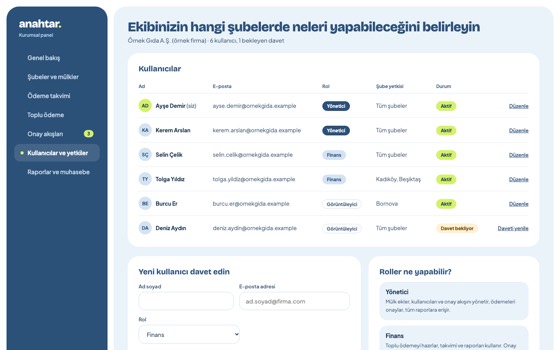 anahtar.
Kurumsal panel
Genel bakış
Şubeler ve mülkler
Ödeme takvimi
Toplu ödeme
Onay akışları 3
Kullanıcılar ve yetkiler
Raporlar ve muhasebe
Ekibinizin hangi şubelerde neleri yapabileceğini belirleyin
Örnek Gıda A.Ş. (örnek firma) · 6 kullanıcı, 1 bekleyen davet
Kullanıcılar
Ad E-posta Rol Şube yetkisi Durum
AD Ayşe Demir (siz) ayse.demir@ornekgida.example Yönetici Tüm şubeler Aktif Düzenle
KA Kerem Arslan kerem.arslan@ornekgida.example Yönetici Tüm şubeler Aktif Düzenle
SÇ Selin Çelik selin.celik@ornekgida.example Finans Tüm şubeler Aktif Düzenle
TY Tolga Yıldız tolga.yildiz@ornekgida.example Finans Kadıköy, Beşiktaş Aktif Düzenle
BE Burcu Er burcu.er@ornekgida.example Görüntüleyici Bornova Aktif Düzenle
DA Deniz Aydın deniz.aydin@ornekgida.example Görüntüleyici Tüm şubeler Davet bekliyor Daveti yenile
Yeni kullanıcı davet edin
Ad soyad E-posta adresi
ad.soyad@firma.com
Rol
Finans
Roller ne yapabilir?
Yönetici
Mülk ekler, kullanıcıları ve onay akışını yönetir, ödemeleri
onaylar, tüm raporlara erişir.
Finans
Toplu ödemeyi hazırlar, takvimi ve raporları kullanır. Onay